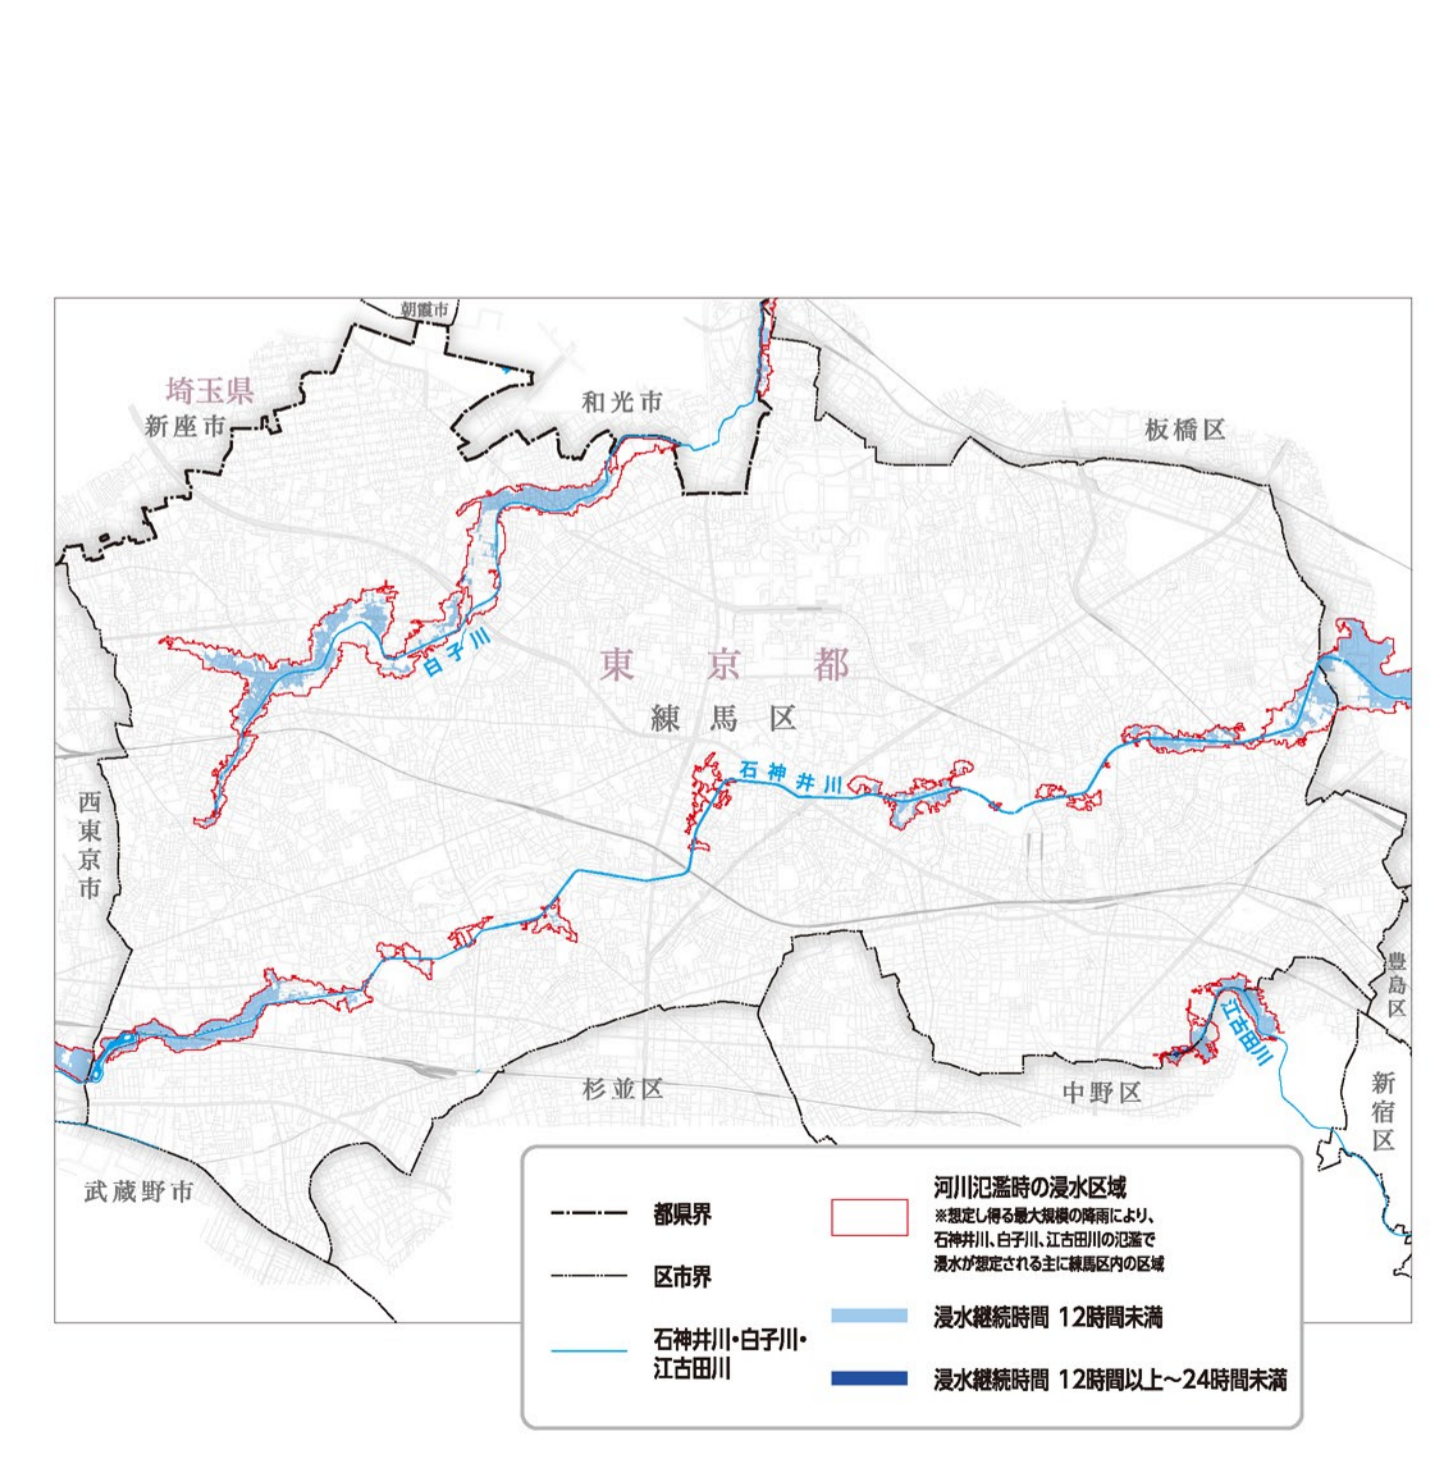 朝霞市
埼玉県
新座市
和光市
板橋区
白子川
東京都
練馬区
石神井川
西東京市
豊島区
江古田川
杉並区
中野区
新宿区
武蔵野市
都県界
区市界
石神井川・白子川・
江古田川
河川氾濫時の浸水区域
※想定し得る最大規模の降雨により、
石神井川、白子川、江古田川の氾濫で
浸水が想定される主に練馬区内の区域
浸水継続時間 12時間未満
浸水継続時間 12時間以上～24時間未満